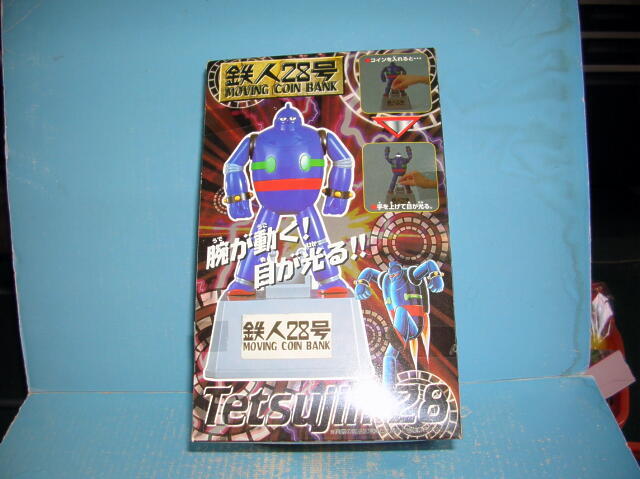 鉄人28号
MOVING COIN BANK
コインを入れると・・・
手を上げて目が光る。
腕が動く!
目が光る!!
鉄人28号
MOVING COIN BANK
Tetsujin 28